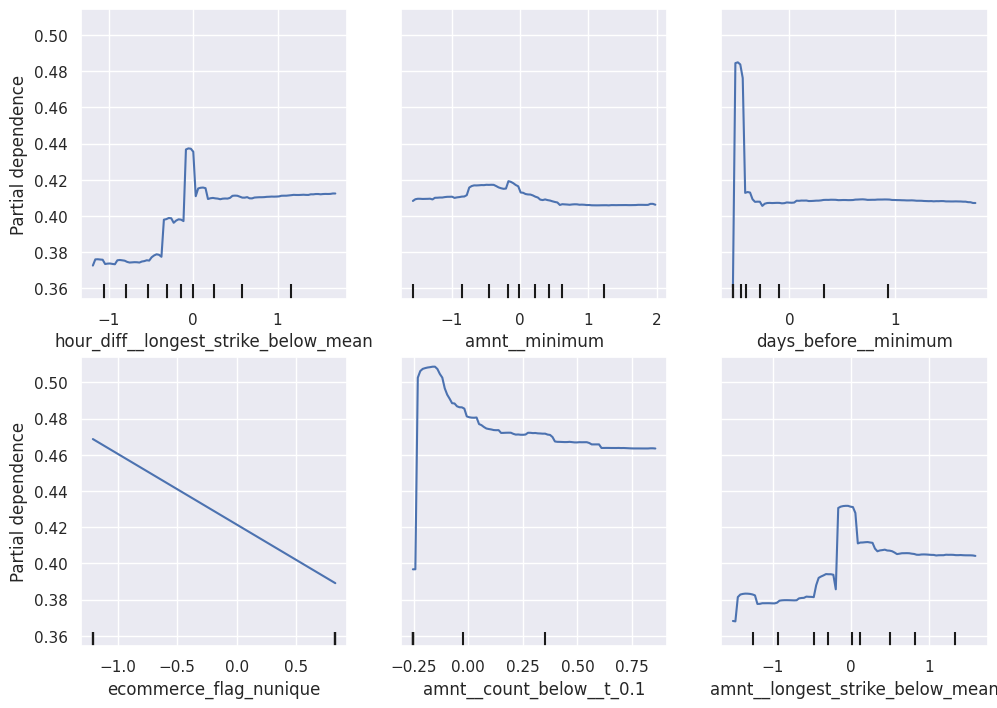 Partial dependence
0.50
0.48
0.46
0.44
0.42
0.40
0.38
0.36
−1 0 1
hour_diff__longest_strike_below_mean
−1 0 1 2
amnt__minimum
0 1
days_before__minimum
Partial dependence
0.50
0.48
0.46
0.44
0.42
0.40
0.38
0.36
−1.0 −0.5 0.0 0.5
ecommerce_flag_nunique
−0.25 0.00 0.25 0.50 0.75
amnt__count_below__t_0.1
−1 0 1
amnt__longest_strike_below_mean